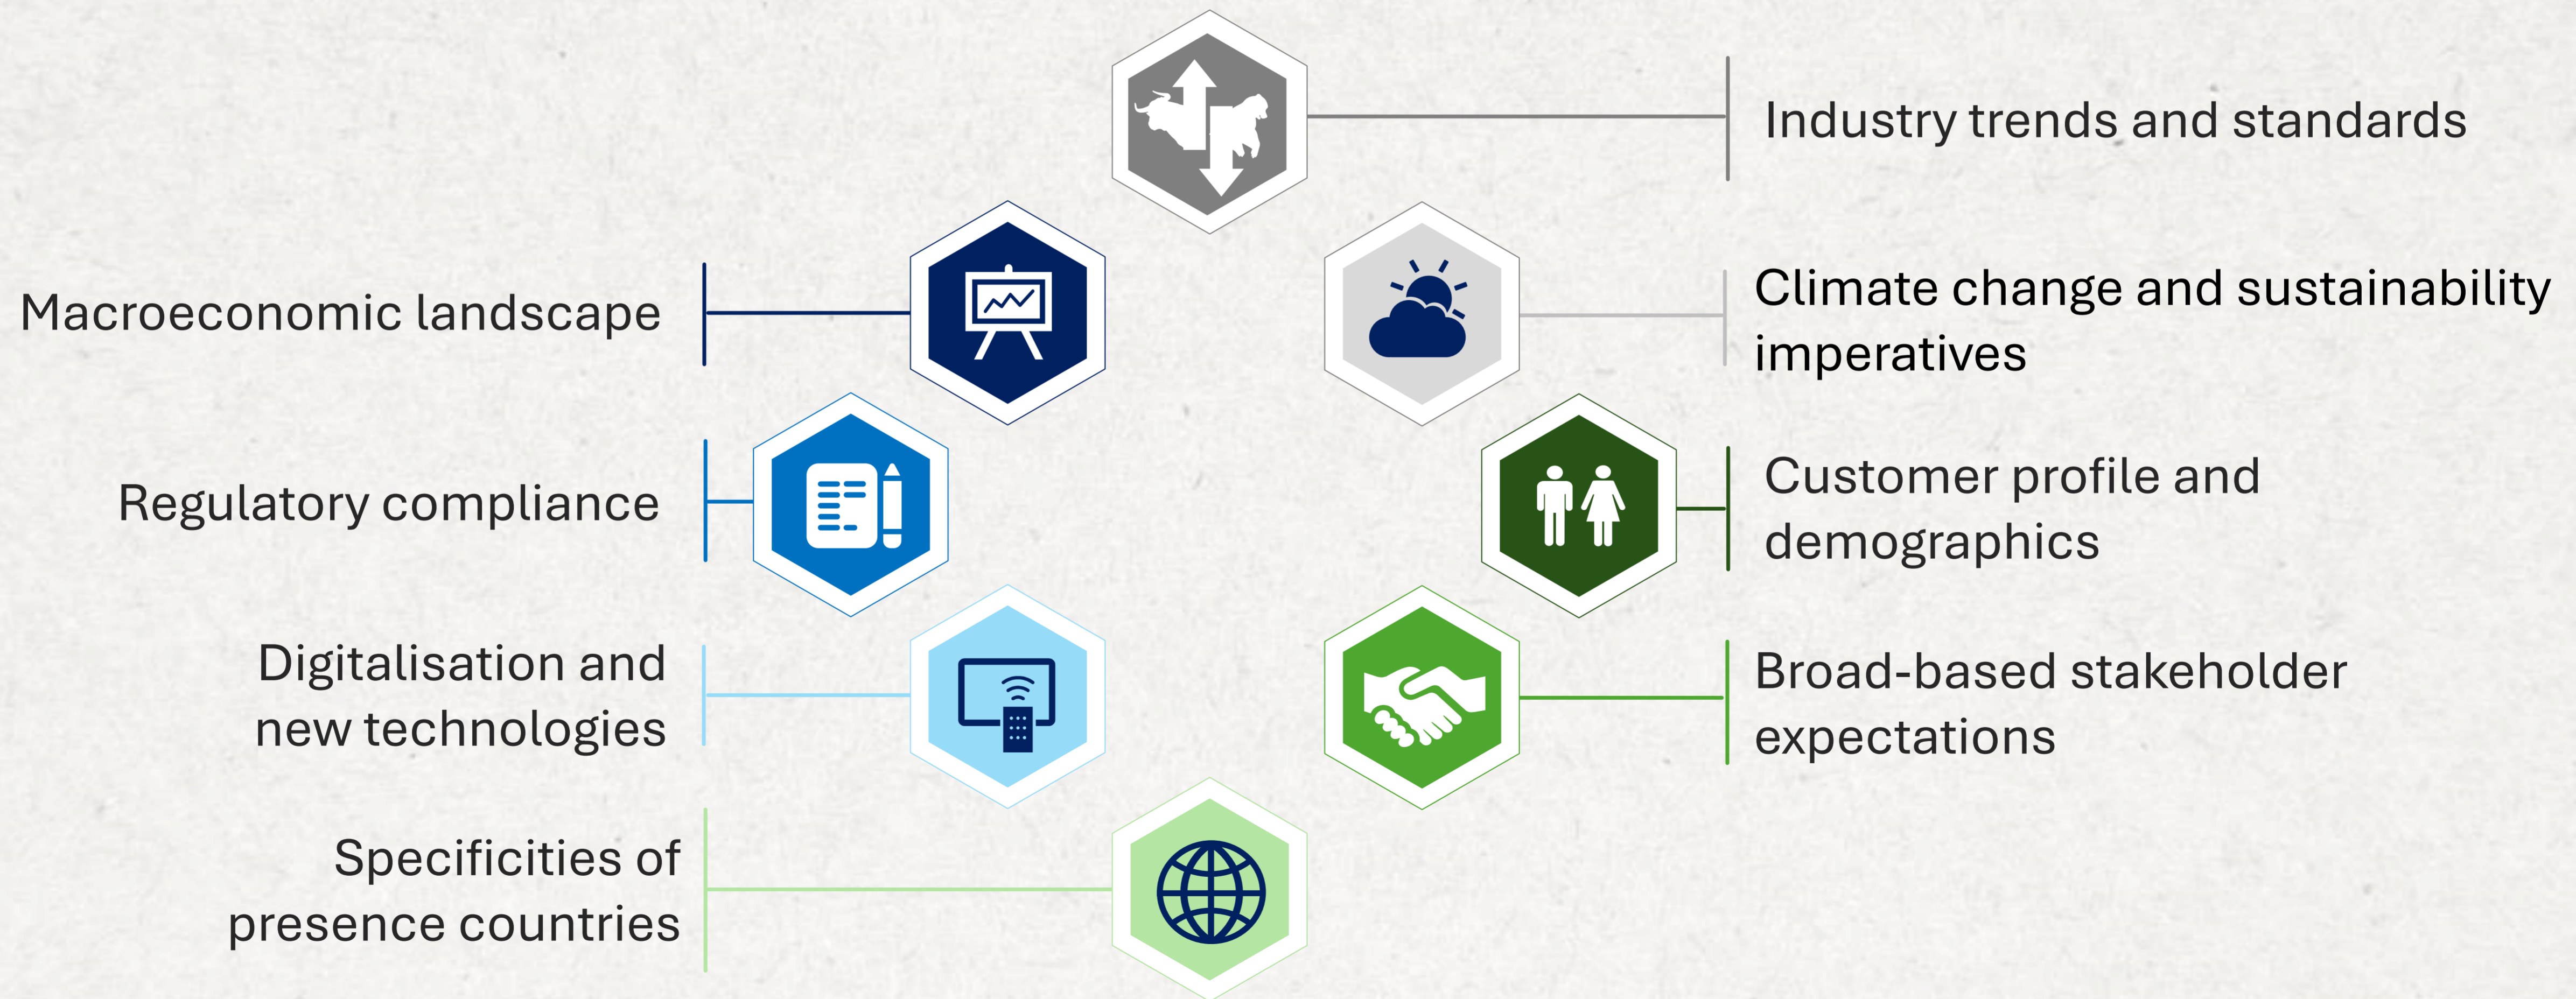 Industry trends and standards
Macroeconomic landscape
Climate change and sustainability
imperatives
Regulatory compliance
Customer profile and
demographics
Digitalisation and
new technologies
Broad-based stakeholder
expectations
Specificities of
presence countries